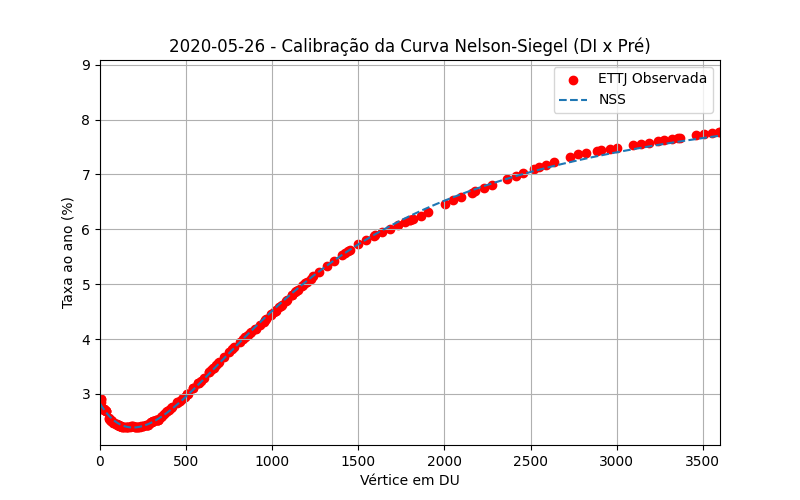 2020-05-26 - Calibração da Curva Nelson-Siegel (DI x Pré)
ETTJ Observada
NSS
Taxa ao ano (%)
9
8
7
6
5
4
3
0 500 1000 1500 2000 2500 3000 3500
Vértice em DU